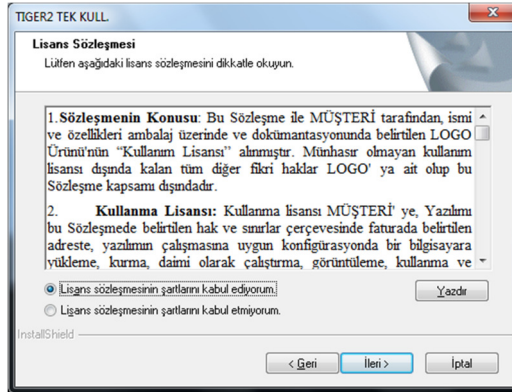 TIGER2 TEK KULL.
Lisans Sözleşmesi
Lütfen aşağıdaki lisans sözleşmesini dikkatle okuyun.
1.Sözleşmenin Konusu: Bu Sözleşme ile MÜŞTERİ tarafından, ismi
ve özellikleri ambalaj üzerinde ve dokümantasyonunda belirtilen LOGO
Ürünü'nün “Kullanım Lisansı” alınmıştır. Münhasır olmayan kullanım
lisansı dışında kalan tüm diğer fikri haklar LOGO' ya ait olup bu
Sözleşme kapsamı dışındadır.
2. Kullanma Lisansı: Kullanma lisansı MÜŞTERİ' ye, Yazılımı
bu Sözleşmede belirtilen hak ve sınırlar çerçevesinde faturada belirtilen
adreste, yazılımın çalışmasına uygun konfigürasyonda bir bilgisayara
yükleme, kurma, daimi olarak çalıştırma, görüntüleme, kullanma ve
Lisans sözleşmesinin şartlarını kabul ediyorum.
Yazdır
Lisans sözleşmesinin şartlarını kabul etmiyorum.
InstallShield
< Geri
İleri >
İptal